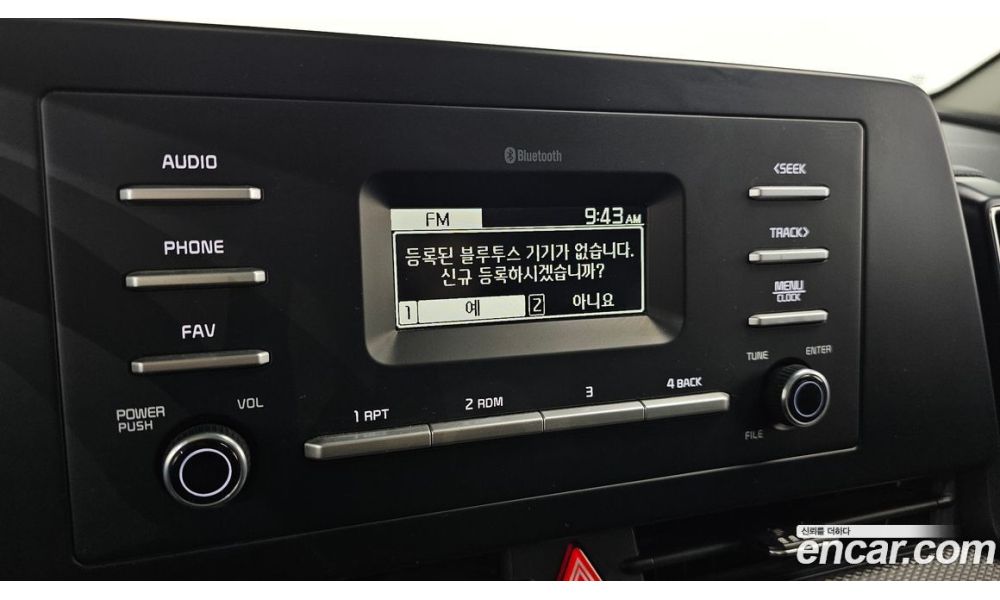 Bluetooth
AUDIO
PHONE
FAV
POWER
PUSH
VOL
FM
9:43 AM
등록된 블루투스 기기가 없습니다.
신규 등록하시겠습니까?
1 예 2 아니요
1 RPT
2 RDM
3
4 BACK
<SEEK
TRACK>
MENU
CLOCK
TUNE
ENTER
FILE
신뢰를 더하다
encar.com